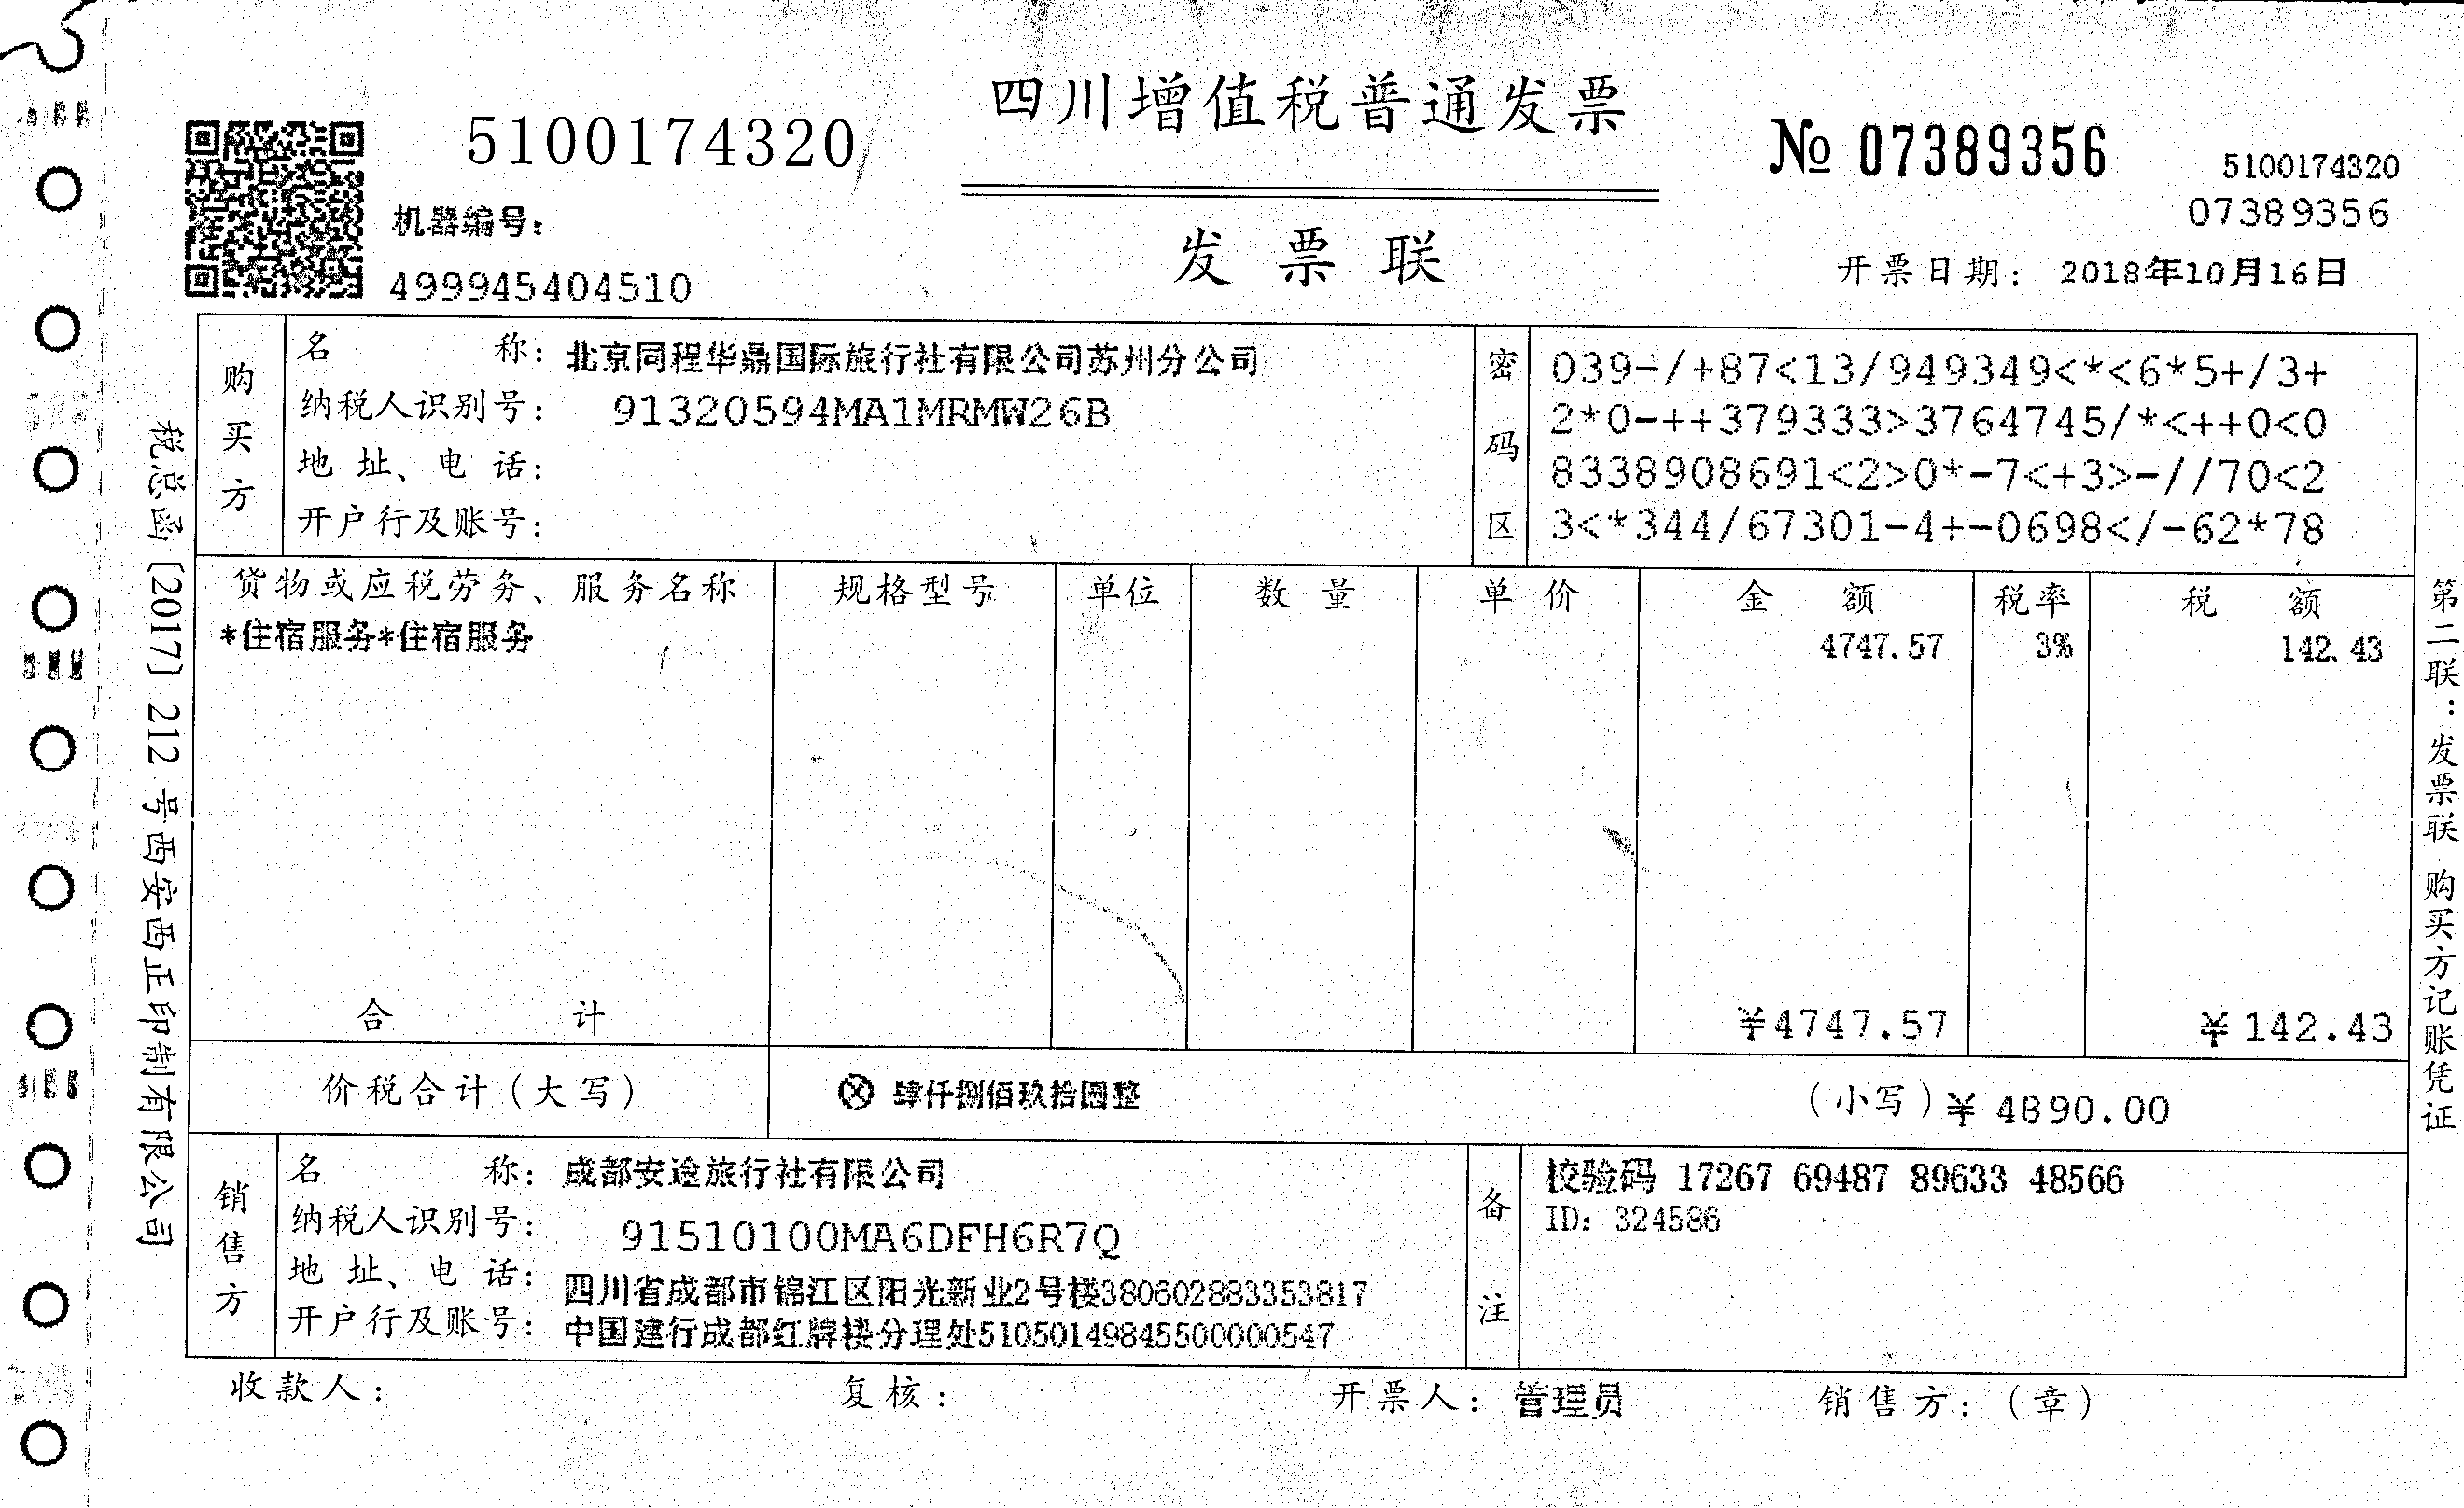 四川增值税普通发票
5100174320
№ 07389356
5100174320
07389356
机器编号：
499945404510
发票联
开票日期： 2018年10月16日
购买方
名 称：北京同程华鼎国际旅行社有限公司苏州分公司
纳税人识别号： 91320594MA1MRMW26B
地 址、电 话：
开户行及账号：
密码区
039-/+87<13/949349<*<6*5+/3+
2*0-++379333>3764745/*<++0<0
8338908691<2>0*-7<+3>-//70<2
3<*344/67301-4+-0698</-62*78
货物或应税劳务、服务名称 规格型号 单位 数量 单价 金额 税率 税额
*住宿服务*住宿服务 4747.57 3% 142.43
合 计 ¥4747.57 ¥142.43
价税合计（大写） ⊗ 肆仟捌佰玖拾圆整 （小写）¥4890.00
销售方
名 称：成都安途旅行社有限公司
纳税人识别号： 91510100MA6DFH6R7Q
地 址、电 话：四川省成都市锦江区阳光新业2号楼380602883353817
开户行及账号：中国建行成都红牌楼分理处51050149845500000547
备注
校验码 17267 69487 89633 48566
ID: 324586
收款人： 复核： 开票人：管理员 销售方：（章）
税总函〔2017〕212 号西安西正印制有限公司
第二联：发票联 购买方记账凭证